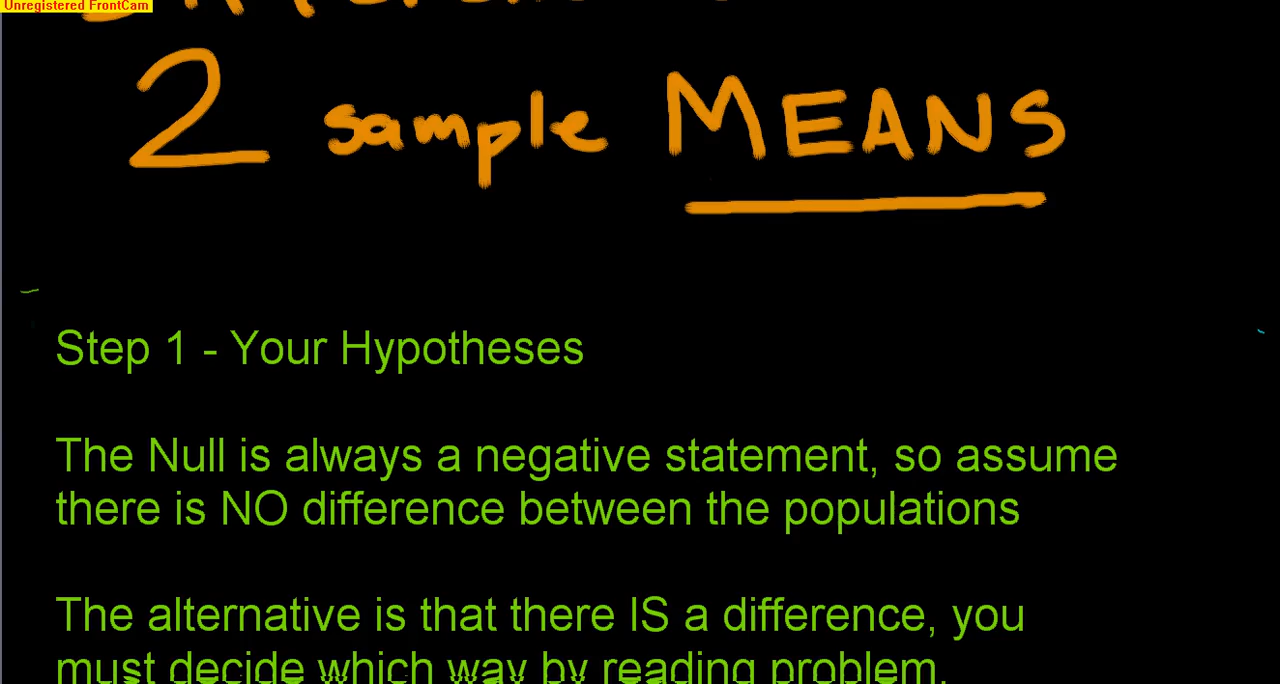 Unregistered FrontCam
2 sample MEANS
Step 1 - Your Hypotheses
The Null is always a negative statement, so assume
there is NO difference between the populations
The alternative is that there IS a difference, you
must decide which way by reading problem.